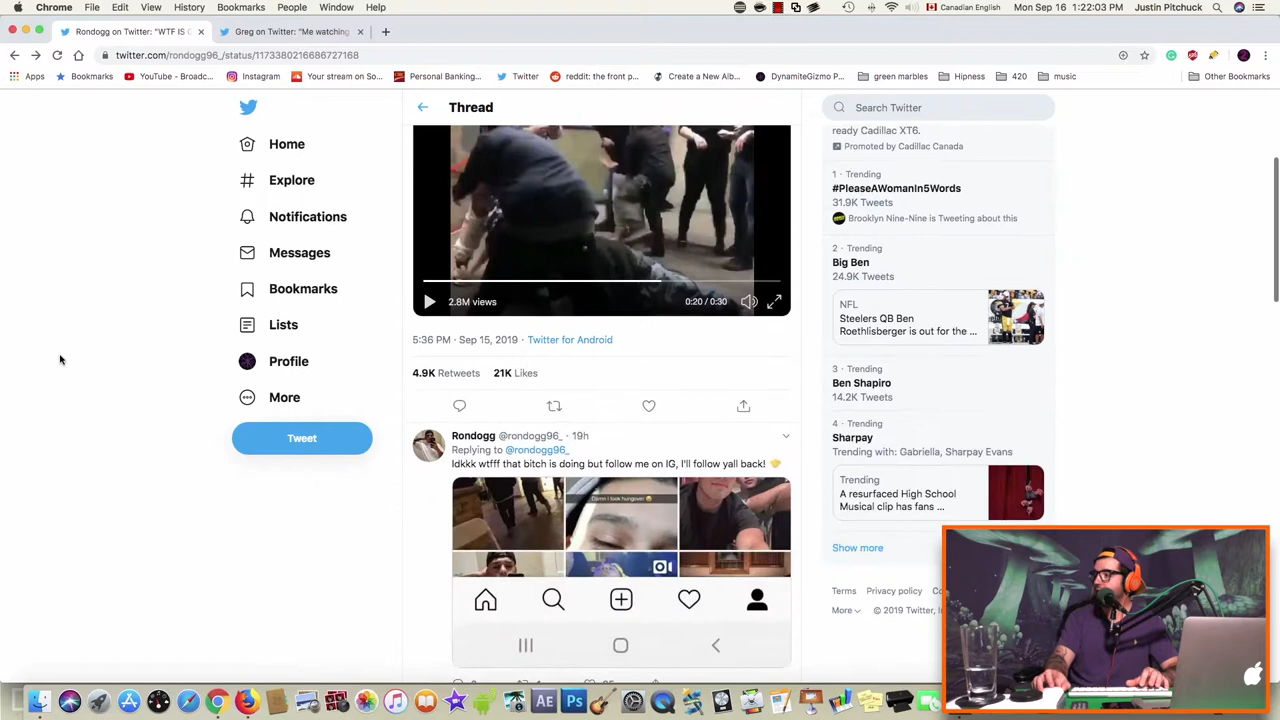 Chrome File Edit View History Bookmarks People Window Help
Canadian English Mon Sep 16 1:22:03 PM Justin Pitchuck
Rondogg on Twitter: "WTF IS
Greg on Twitter: "Me watching
twitter.com/rondogg96_/status/1173380216686727168
Apps Bookmarks YouTube - Broadc... Instagram Your stream on So... Personal Banking... Twitter reddit: the front p... Create a New Alb... DynamiteGizmo P... green marbles Hipness 420 music Other Bookmarks
Home
Explore
Notifications
Messages
Bookmarks
Lists
Profile
More
Tweet
Thread
2.8M views
0:20 / 0:30
5:36 PM · Sep 15, 2019 · Twitter for Android
4.9K Retweets 21K Likes
Rondogg @rondogg96_ · 19h
Replying to @rondogg96_
Idkkk wtfff that bitch is doing but follow me on IG, I'll follow yall back!
Damn I look hungover
Search Twitter
ready Cadillac XT6.
Promoted by Cadillac Canada
1 · Trending
#PleaseAWomanIn5Words
31.9K Tweets
Brooklyn Nine-Nine is Tweeting about this
2 · Trending
Big Ben
24.9K Tweets
NFL
Steelers QB Ben
Roethlisberger is out for the ...
3 · Trending
Ben Shapiro
14.2K Tweets
4 · Trending
Sharpay
Trending with: Gabriella, Sharpay Evans
Trending
A resurfaced High School
Musical clip has fans ...
Show more
Terms Privacy policy
More © 2019 Twitter,
Ae Ps